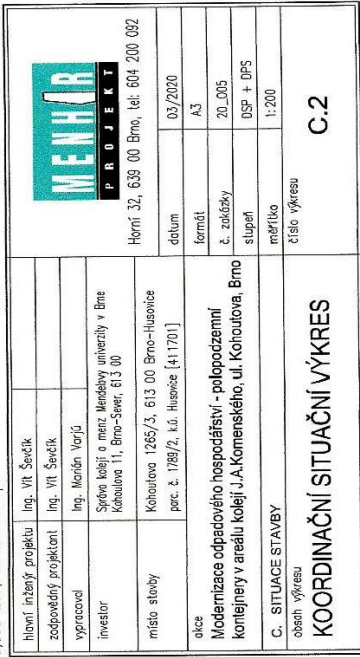 hlavní inženýr projektu Ing. Vít Ševčík
zodpovědný projektant Ing. Vít Ševčík
vypracoval Ing. Marián Varjú
MENHIR
PROJEKT
Horní 32, 639 00 Brno, tel: 604 200 092
investor
Správa kolejí a menz Mendelovy univerzity v Brně
Kohoutova 11, Brno-Sever, 613 00
místo stavby
Kohoutova 1265/3, 613 00 Brno-Husovice
parc. č. 1789/2, k.ú. Husovice [411701]
akce
Modernizace odpadového hospodářství - polopodzemní
kontejnery v areálu kolejí J.A.Komenského, ul. Kohoutova, Brno
datum 03/2020
formát A3
č. zakázky 20_005
stupeň DSP + DPS
měřítko 1:200
C. SITUACE STAVBY
obsah výkresu
KOORDINAČNÍ SITUAČNÍ VÝKRES
číslo výkresu
C.2